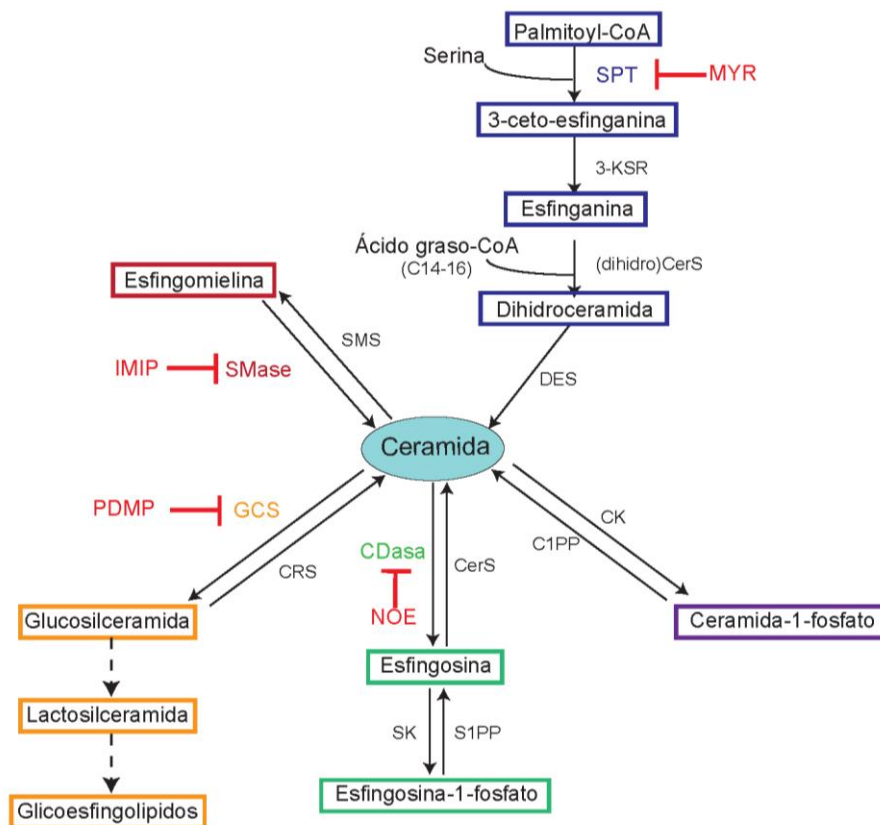 Palmitoyl-CoA
Serina
SPT
MYR
3-ceto-esfinganina
3-KSR
Esfinganina
Ácido graso-CoA
(C14-16)
(dihidro)CerS
Esfingomielina
Dihidroceramida
SMS
IMIP
SMase
DES
Ceramida
PDMP
GCS
CK
C1PP
CDasa
CerS
CRS
NOE
Glucosilceramida
Ceramida-1-fosfato
Esfingosina
Lactosilceramida
SK
S1PP
Esfingosina-1-fosfato
Glicoesfingolipidos